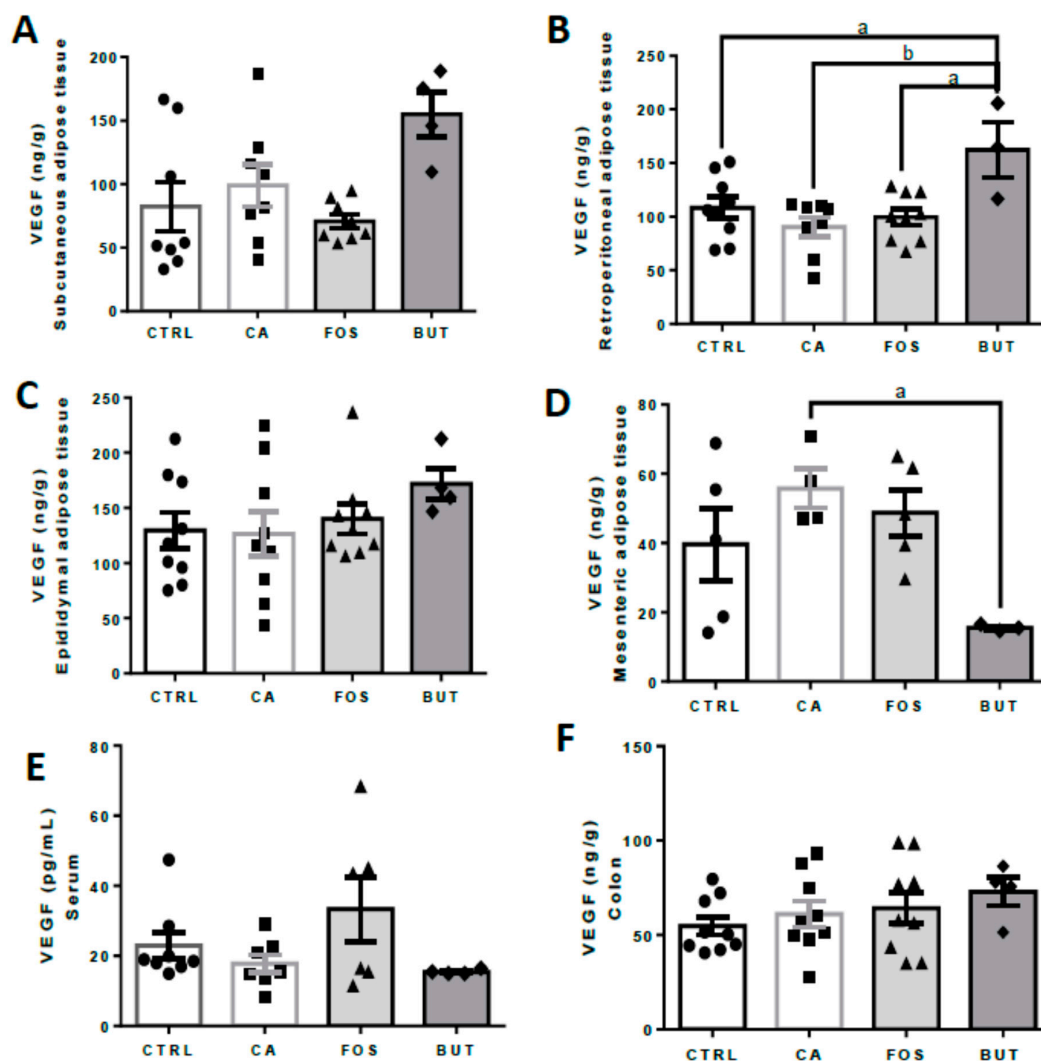 A
VEGF (ng/g)
Subcutaneous adipose tissue
200
150
100
50
0
CTRL CA FOS BUT
B
VEGF (ng/g)
Retroperitoneal adipose tissue
250
200
150
100
50
0
a
b
a
CTRL CA FOS BUT
C
VEGF (ng/g)
Epididymal adipose tissue
250
200
150
100
50
0
CTRL CA FOS BUT
D
VEGF (ng/g)
Mesenteric adipose tissue
80
60
40
20
0
a
CTRL CA FOS BUT
E
VEGF (pg/mL)
Serum
80
60
40
20
0
CTRL CA FOS BUT
F
VEGF (ng/g)
Colon
150
100
50
0
CTRL CA FOS BUT